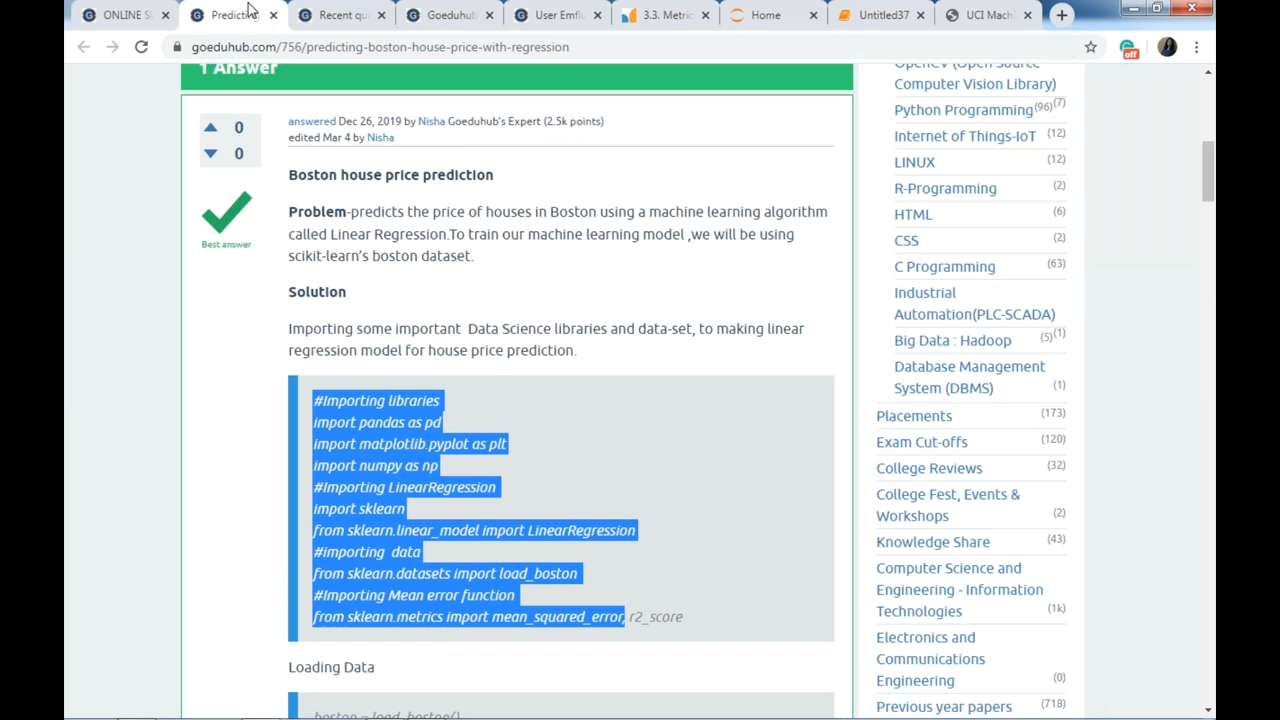 ONLINE S
Predicti
Recent qu
Goeduhub
User Emflu
3.3. Metric
Home
Untitled37
UCI Machi
goeduhub.com/756/predicting-boston-house-price-with-regression
off
1 Answer
0
0
Best answer
answered Dec 26, 2019 by Nisha Goeduhub's Expert (2.5k points)
edited Mar 4 by Nisha
Boston house price prediction
Problem-predicts the price of houses in Boston using a machine learning algorithm
called Linear Regression.To train our machine learning model ,we will be using
scikit-learn's boston dataset.
Solution
Importing some important Data Science libraries and data-set, to making linear
regression model for house price prediction.
#Importing libraries
import pandas as pd
import matplotlib.pyplot as plt
import numpy as np
#Importing LinearRegression
import sklearn
from sklearn.linear_model import LinearRegression
#importing data
from sklearn.datasets import load_boston
#Importing Mean error function
from sklearn.metrics import mean_squared_error, r2_score
Loading Data
boston = load_boston()
OpenCV (Open Source
Computer Vision Library)
(7)
Python Programming (96)
Internet of Things-IoT (12)
LINUX (12)
R-Programming (2)
HTML (6)
CSS (2)
C Programming (63)
Industrial
Automation(PLC-SCADA)
(1)
Big Data : Hadoop (5)
Database Management
System (DBMS) (1)
Placements (173)
Exam Cut-offs (120)
College Reviews (32)
College Fest, Events &
Workshops (2)
Knowledge Share (43)
Computer Science and
Engineering - Information
Technologies (1k)
Electronics and
Communications
Engineering (0)
Previous year papers (718)